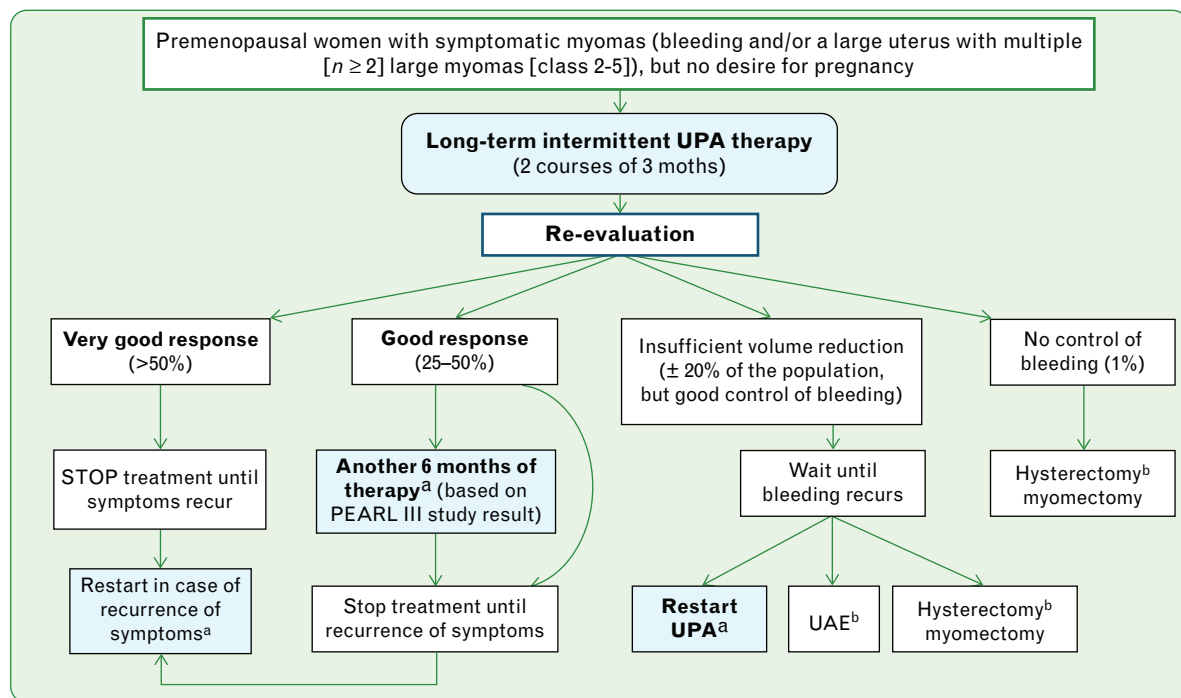 Premenopausal women with symptomatic myomas (bleeding and/or a large uterus with multiple
[n ≥ 2] large myomas [class 2-5]), but no desire for pregnancy
Long-term intermittent UPA therapy
(2 courses of 3 moths)
Re-evaluation
Very good response
(>50%)
Good response
(25–50%)
Insufficient volume reduction
(± 20% of the population,
but good control of bleeding)
No control of
bleeding (1%)
STOP treatment until
symptoms recur
Another 6 months of
therapyª (based on
PEARL III study result)
Wait until
bleeding recurs
Hysterectomyᵇ
myomectomy
Restart in case of
recurrence of
symptomsª
Stop treatment until
recurrence of symptoms
Restart
UPAª
UAEᵇ
Hysterectomyᵇ
myomectomy